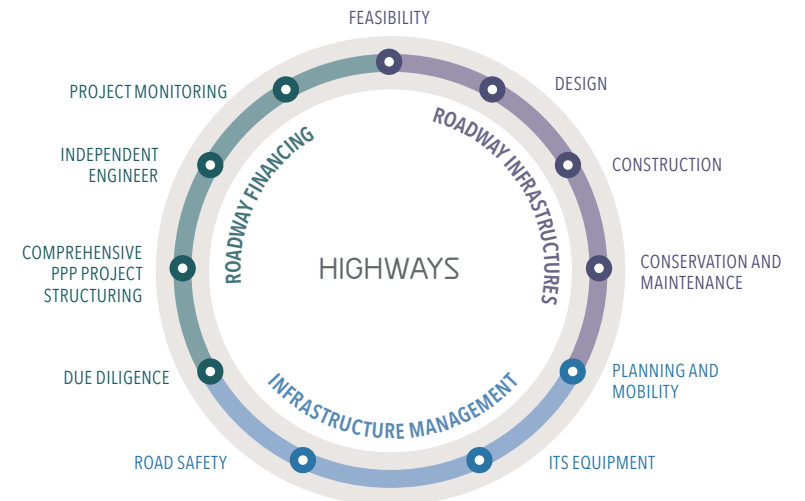 FEASIBILITY
DESIGN
CONSTRUCTION
CONSERVATION AND
MAINTENANCE
PLANNING AND
MOBILITY
ITS EQUIPMENT
ROAD SAFETY
DUE DILIGENCE
COMPREHENSIVE
PPP PROJECT
STRUCTURING
INDEPENDENT
ENGINEER
PROJECT MONITORING
ROADWAY FINANCING
ROADWAY INFRASTRUCTURES
INFRASTRUCTURE MANAGEMENT
HIGHWAYS